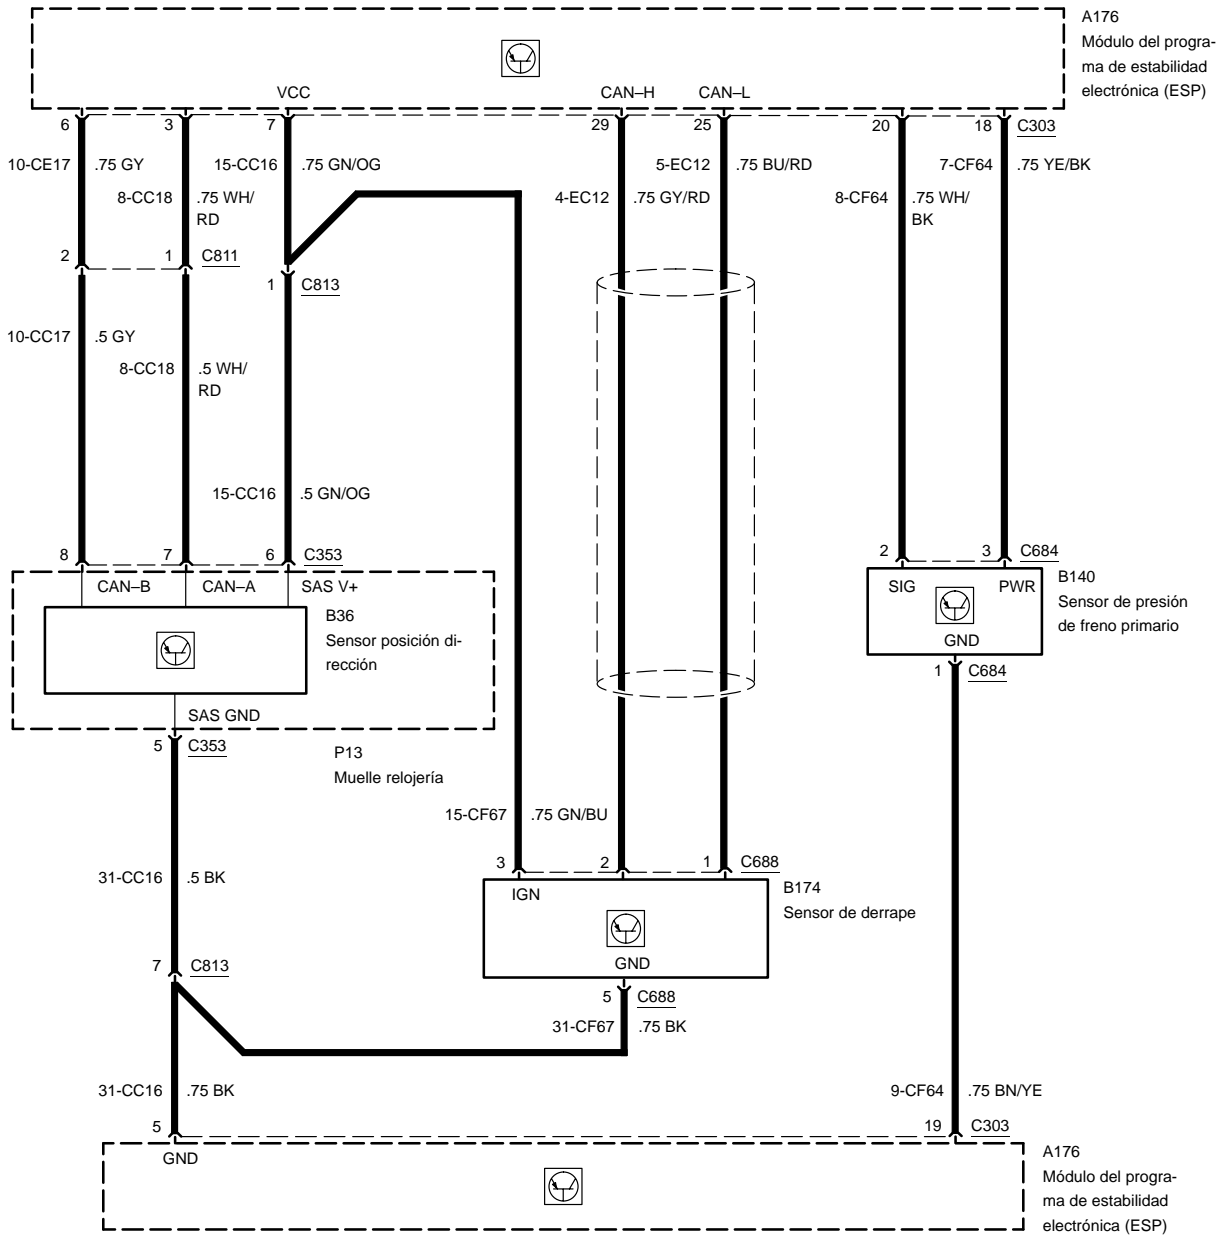 A176
Módulo del progra-
ma de estabilidad
electrónica (ESP)
VCC CAN–H CAN–L
6 3 7 29 25 20 18 C303
10-CE17 .75 GY 15-CC16 .75 GN/OG 5-EC12 .75 BU/RD 7-CF64 .75 YE/BK
8-CC18 .75 WH/ 4-EC12 .75 GY/RD 8-CF64 .75 WH/
RD BK
2 1 C811
1 C813
10-CC17 .5 GY
8-CC18 .5 WH/
RD
15-CC16 .5 GN/OG
8 7 6 C353 2 3 C684
CAN–B CAN–A SAS V+ SIG PWR
B140
Sensor de presión
de freno primario
GND
B36
Sensor posición di-
rección
1 C684
SAS GND
5 C353
P13
Muelle relojería
15-CF67 .75 GN/BU
3 2 1 C688
31-CC16 .5 BK
IGN
B174
Sensor de derrape
GND
7 C813
5 C688
31-CF67 .75 BK
31-CC16 .75 BK 9-CF64 .75 BN/YE
5 19 C303
GND
A176
Módulo del progra-
ma de estabilidad
electrónica (ESP)